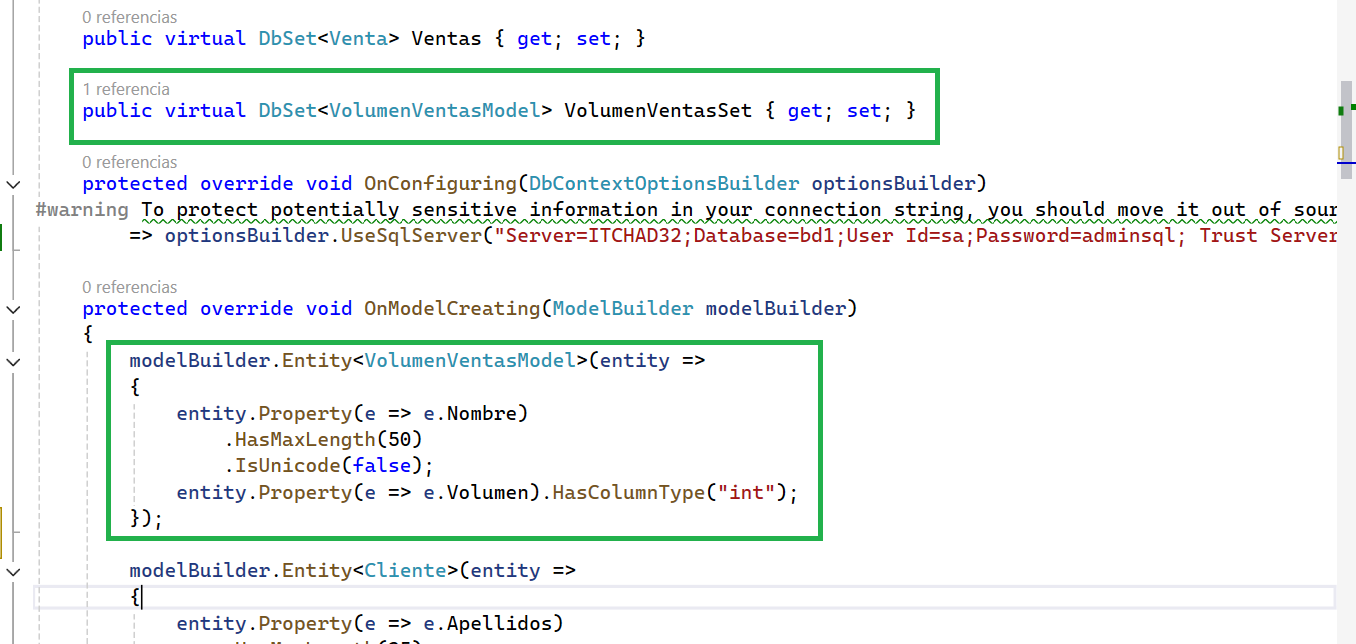 0 referencias
public virtual DbSet<Venta> Ventas { get; set; }
1 referencia
public virtual DbSet<VolumenVentasModel> VolumenVentasSet { get; set; }
0 referencias
protected override void OnConfiguring(DbContextOptionsBuilder optionsBuilder)
#warning To protect potentially sensitive information in your connection string, you should move it out of sour
=> optionsBuilder.UseSqlServer("Server=ITCHAD32;Database=bd1;User Id=sa;Password=adminsql; Trust Server
0 referencias
protected override void OnModelCreating(ModelBuilder modelBuilder)
{
modelBuilder.Entity<VolumenVentasModel>(entity =>
{
entity.Property(e => e.Nombre)
.HasMaxLength(50)
.IsUnicode(false);
entity.Property(e => e.Volumen).HasColumnType("int");
});
modelBuilder.Entity<Cliente>(entity =>
{
entity.Property(e => e.Apellidos)